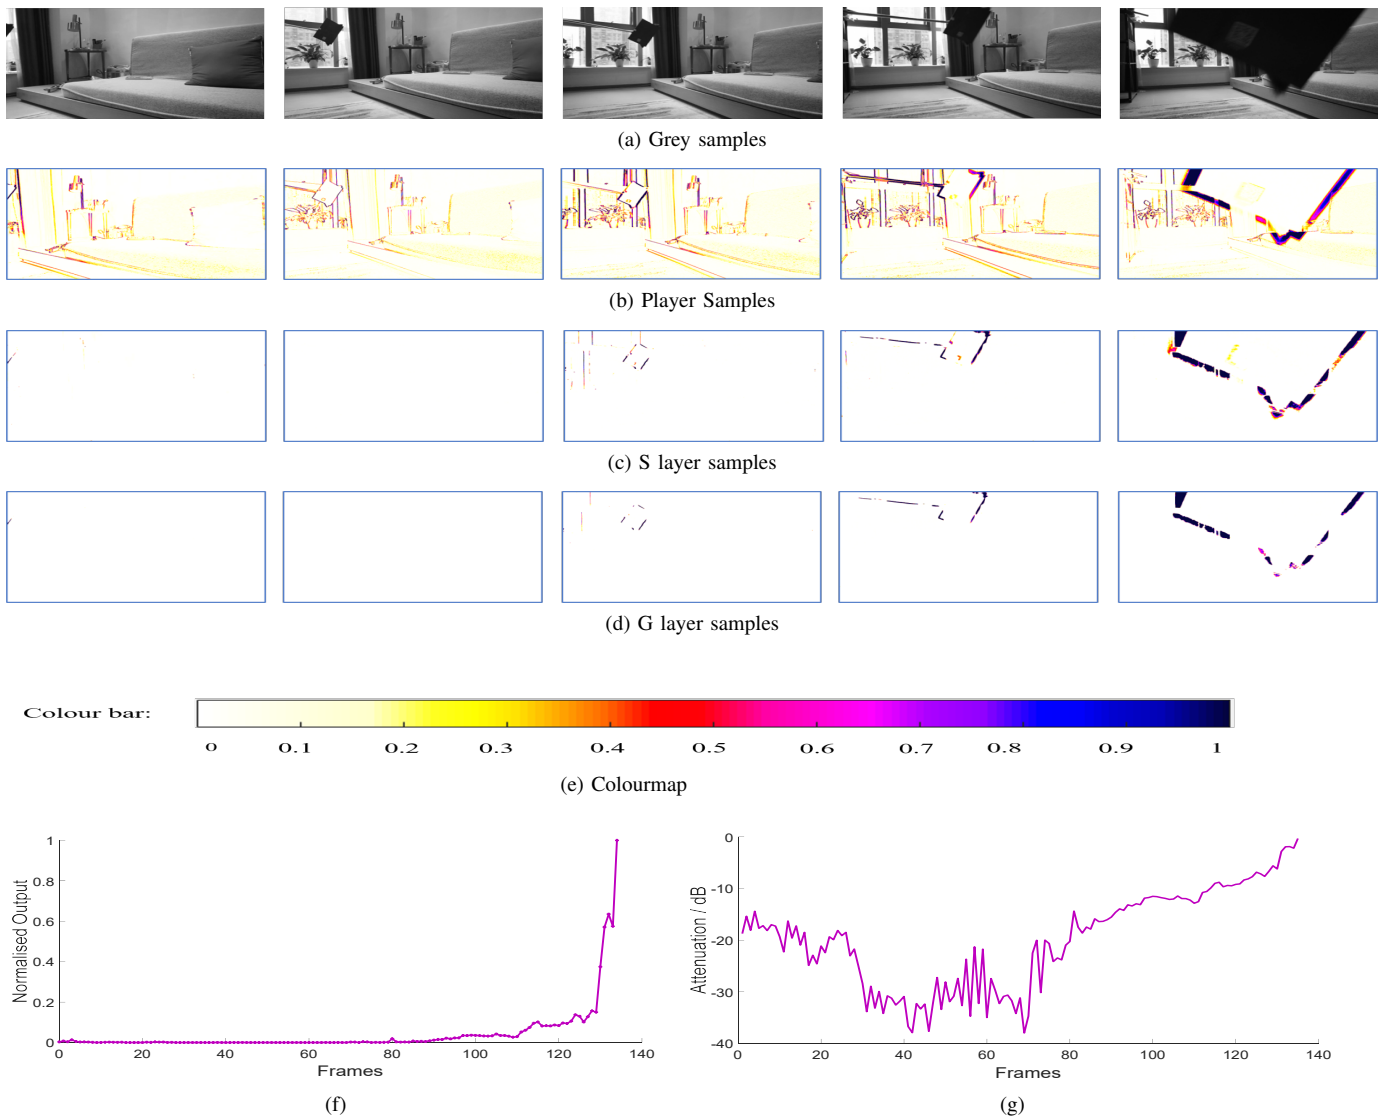 (a) Grey samples
(b) Player Samples
(c) S layer samples
(d) G layer samples
Colour bar:
0 0.1 0.2 0.3 0.4 0.5 0.6 0.7 0.8 0.9 1
(e) Colourmap
1
0.8
0.6
0.4
0.2
0
Normalised Output
0 20 40 60 80 100 120 140
Frames
(f)
0
-10
-20
-30
-40
Attenuation / dB
0 20 40 60 80 100 120 140
Frames
(g)